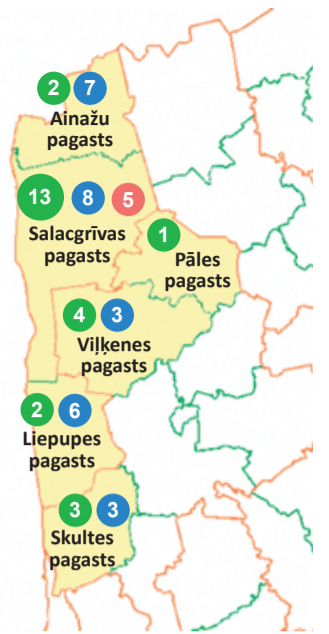 2 7
Ainažu
pagasts
13 8 5
Salacgrīvas
pagasts
1
Pāles
pagasts
4 3
Viļķenes
pagasts
2 6
Liepupes
pagasts
3 3
Skultes
pagasts